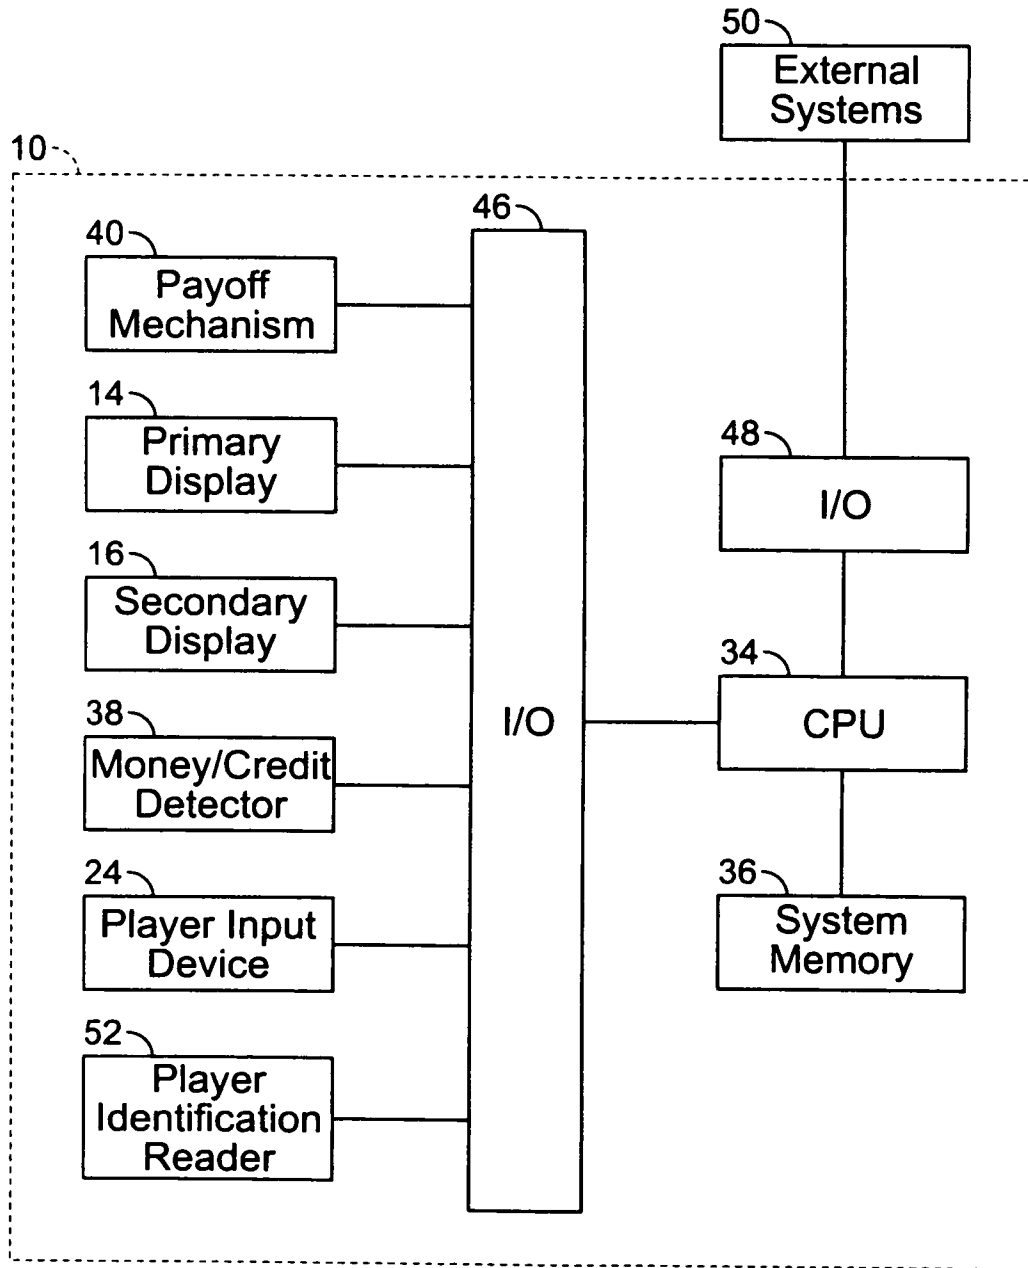 50
External
Systems
10
46
40
Payoff
Mechanism
14
Primary
Display
48
I/O
16
Secondary
Display
34
CPU
I/O
38
Money/Credit
Detector
24
Player Input
Device
36
System
Memory
52
Player
Identification
Reader